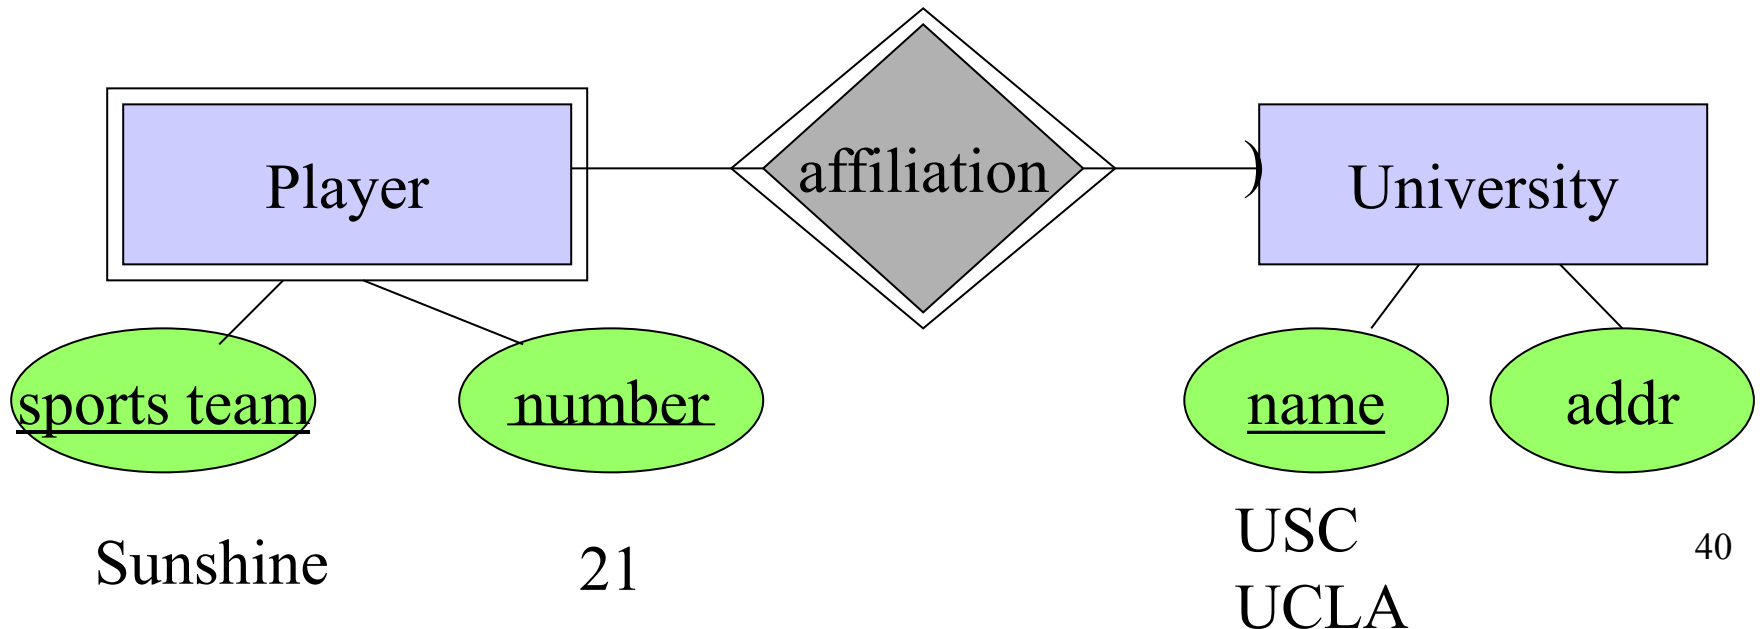 affiliation
Player
University
sports team
number
name
addr
Sunshine
21
USC
UCLA
40